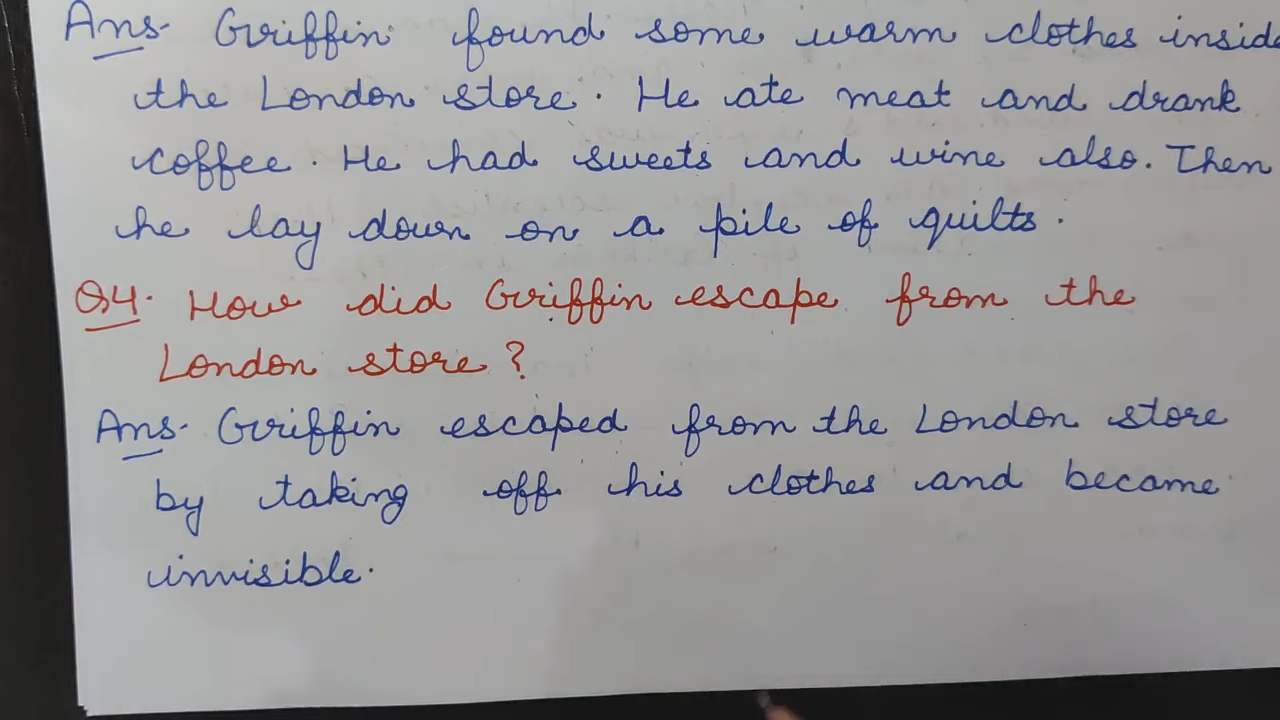 Ans- Griffin found some warm clothes inside
the London store. He ate meat and drank
coffee. He had sweets and wine also. Then
he lay down on a pile of quilts.
Q4. How did Griffin escape from the
London store?
Ans- Griffin escaped from the London store
by taking off his clothes and became
invisible.